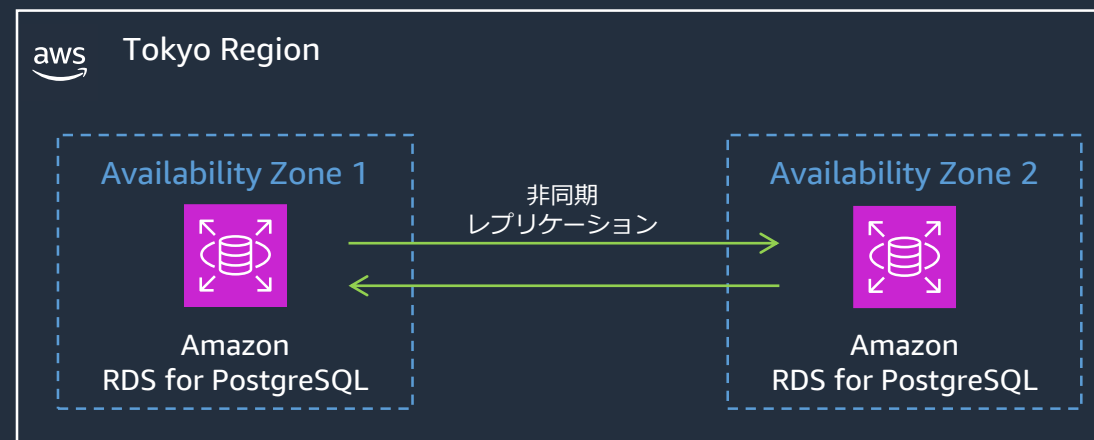 aws
Tokyo Region
Availability Zone 1
Availability Zone 2
非同期
レプリケーション
Amazon
RDS for PostgreSQL
Amazon
RDS for PostgreSQL